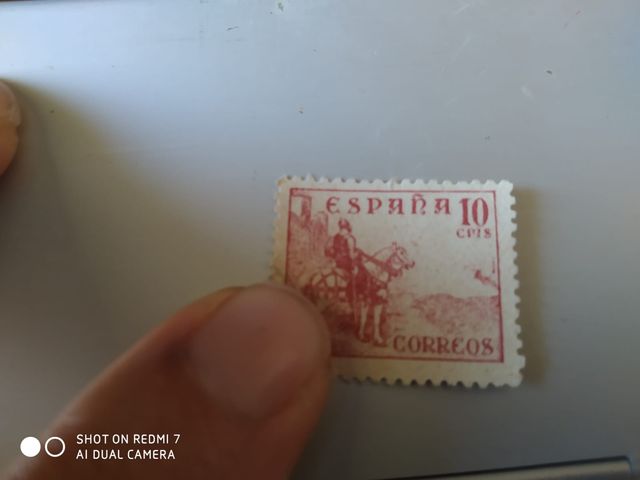 ESPAÑA 10
CTS
CORREOS
SHOT ON REDMI 7
AI DUAL CAMERA